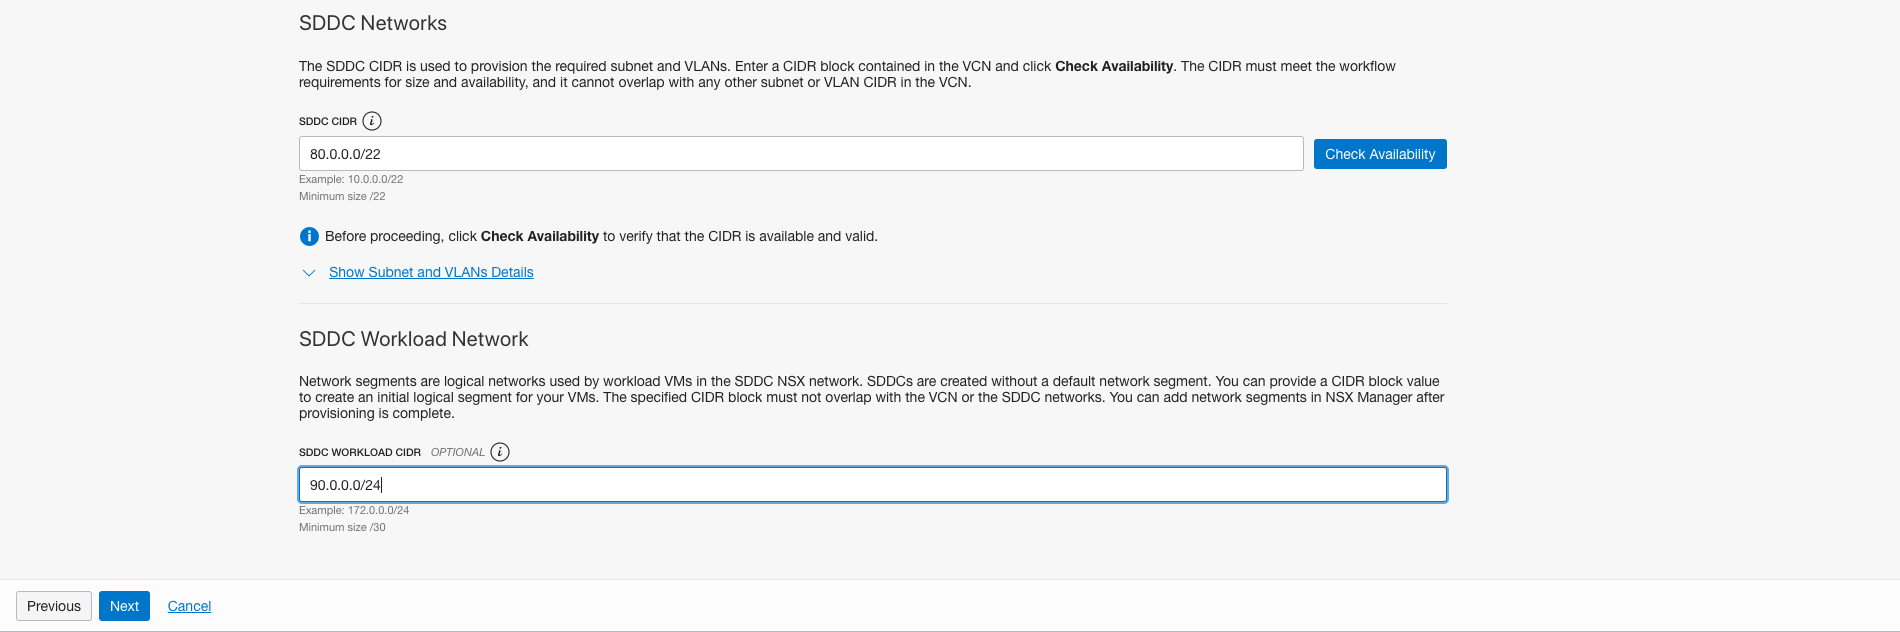 SDDC Networks
The SDDC CIDR is used to provision the required subnet and VLANs. Enter a CIDR block contained in the VCN and click Check Availability. The CIDR must meet the workflow
requirements for size and availability, and it cannot overlap with any other subnet or VLAN CIDR in the VCN.
SDDC CIDR i
80.0.0.0/22 Check Availability
Example: 10.0.0.0/22
Minimum size /22
i Before proceeding, click Check Availability to verify that the CIDR is available and valid.
Show Subnet and VLANs Details
SDDC Workload Network
Network segments are logical networks used by workload VMs in the SDDC NSX network. SDDCs are created without a default network segment. You can provide a CIDR block value
to create an initial logical segment for your VMs. The specified CIDR block must not overlap with the VCN or the SDDC networks. You can add network segments in NSX Manager after
provisioning is complete.
SDDC WORKLOAD CIDR OPTIONAL i
90.0.0.0/24
Example: 172.0.0.0/24
Minimum size /30
Previous Next Cancel